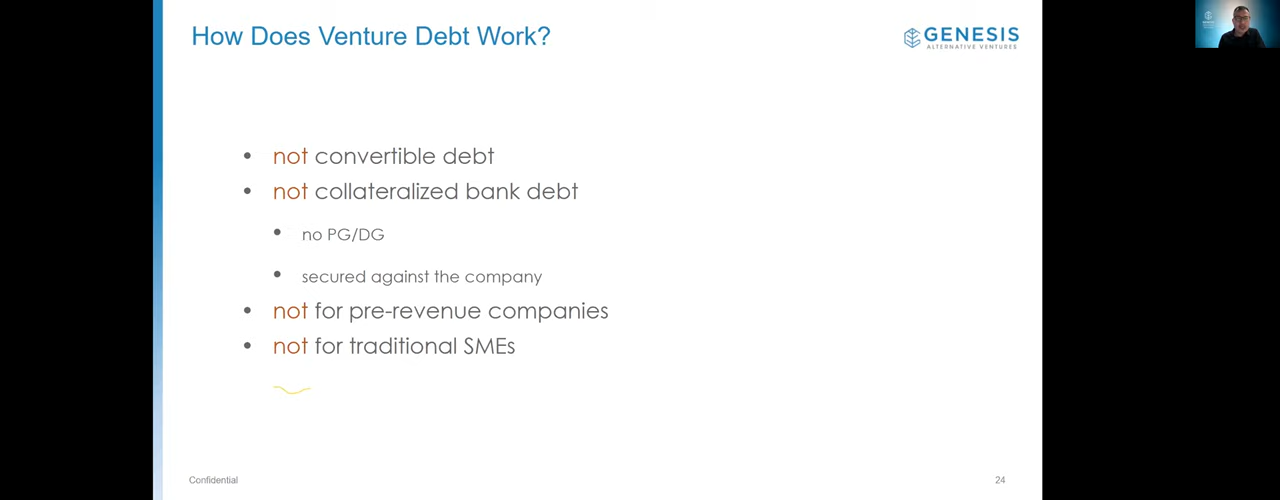 How Does Venture Debt Work?
GENESIS
ALTERNATIVE VENTURES
• not convertible debt
• not collateralized bank debt
• no PG/DG
• secured against the company
• not for pre-revenue companies
• not for traditional SMEs
Confidential
24